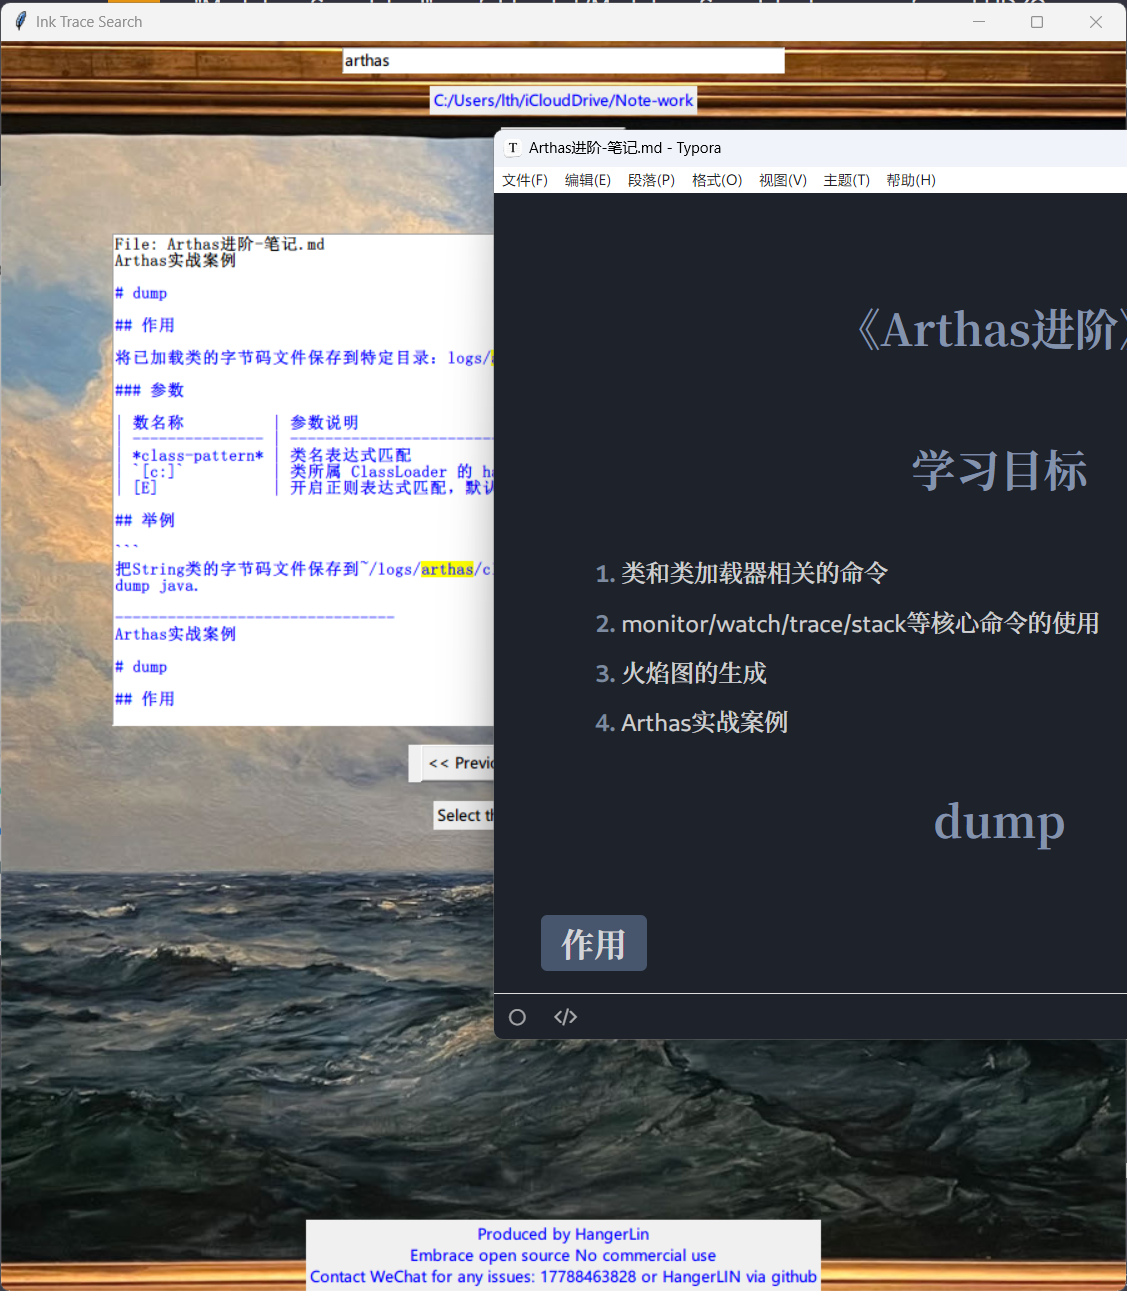 Ink Trace Search
arthas
C:/Users/lth/iCloudDrive/Note-work
File: Arthas进阶-笔记.md
Arthas实战案例
# dump
## 作用
将已加载类的字节码文件保存到特定目录：logs/
### 参数
| 数名称 | 参数说明
| --------------- | ------------------------
| *class-pattern* | 类名表达式匹配
| `[c:]` | 类所属 ClassLoader 的
| [E] | 开启正则表达式匹配，默认
## 举例
```
把String类的字节码文件保存到~/logs/arthas/
dump java.
--------------------------------
Arthas实战案例
# dump
## 作用
<< Previo
Select th
T Arthas进阶-笔记.md - Typora
文件(F) 编辑(E) 段落(P) 格式(O) 视图(V) 主题(T) 帮助(H)
《Arthas进阶》
学习目标
1. 类和类加载器相关的命令
2. monitor/watch/trace/stack等核心命令的使用
3. 火焰图的生成
4. Arthas实战案例
dump
作用
</>
Produced by HangerLin
Embrace open source No commercial use
Contact WeChat for any issues: 17788463828 or HangerLIN via github